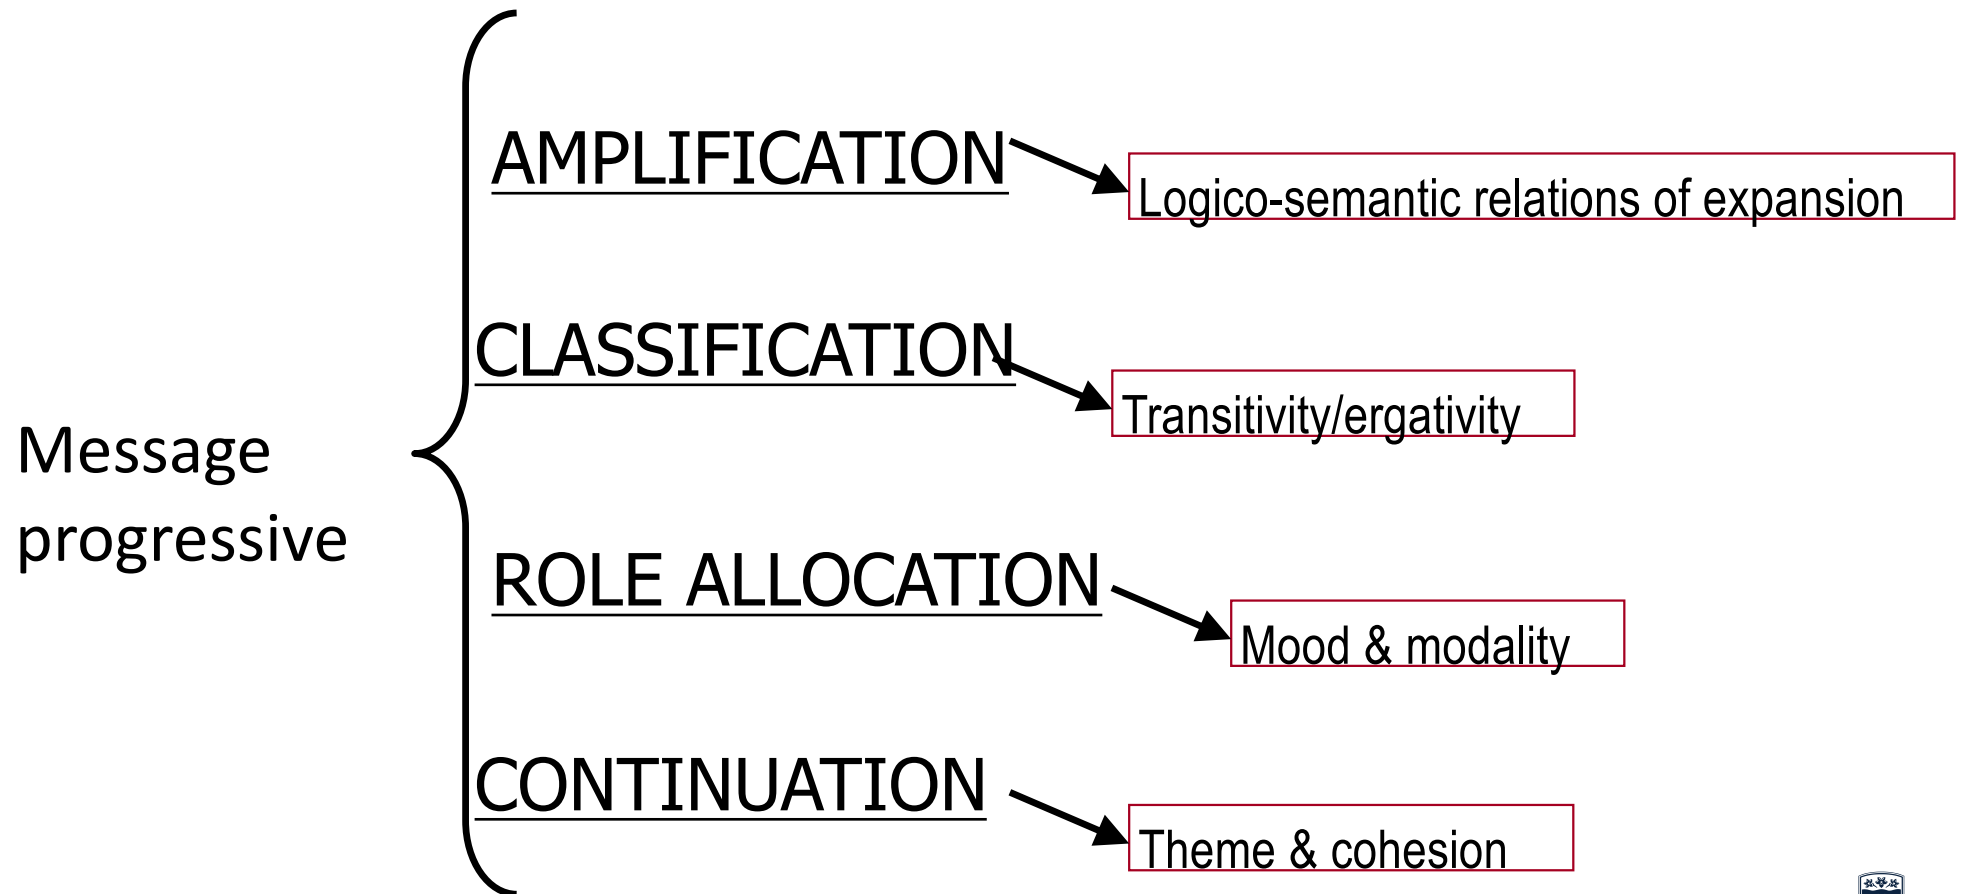 AMPLIFICATION
Logico-semantic relations of expansion
CLASSIFICATION
Transitivity/ergativity
Message
progressive
ROLE ALLOCATION
Mood & modality
CONTINUATION
Theme & cohesion